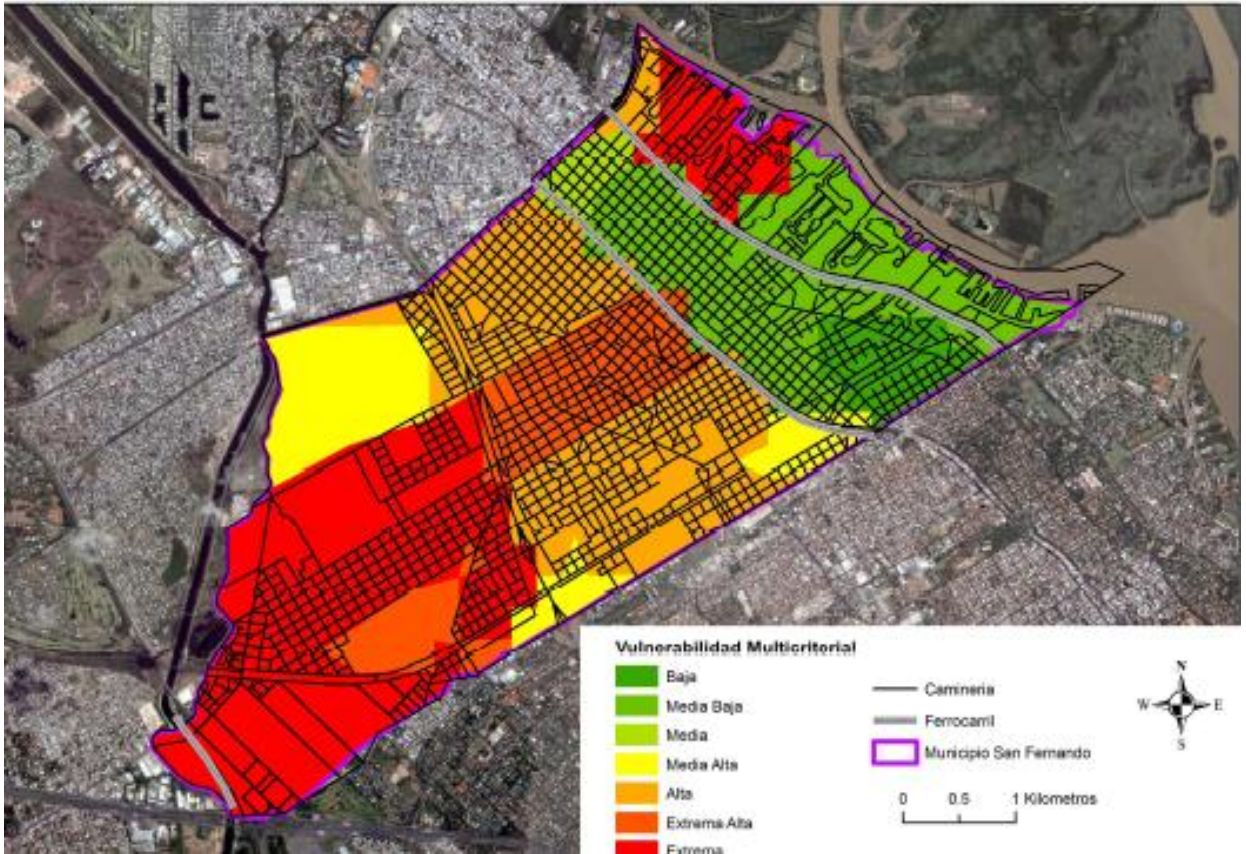 Vulnerabilidad Multicriterial
Baja
Media Baja
Media
Media Alta
Alta
Extrema Alta
Extrema
Camineria
Ferrocarril
Municipio San Fernando
0 0.5 1 Kilometros
N
W E
S